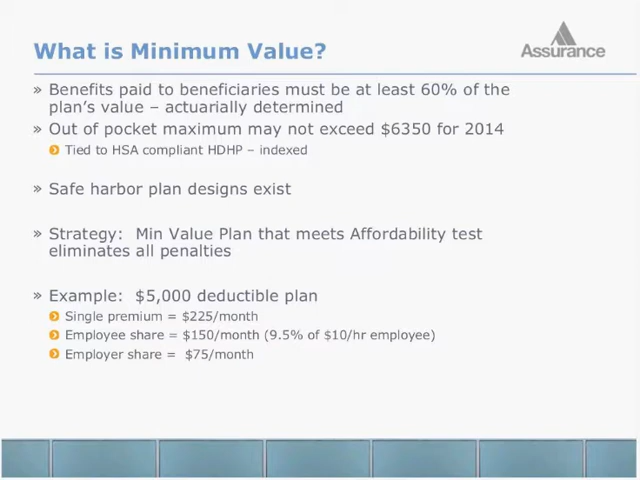 What is Minimum Value?
Assurance
» Benefits paid to beneficiaries must be at least 60% of the
plan's value – actuarially determined
» Out of pocket maximum may not exceed $6350 for 2014
Tied to HSA compliant HDHP – indexed
» Safe harbor plan designs exist
» Strategy: Min Value Plan that meets Affordability test
eliminates all penalties
» Example: $5,000 deductible plan
Single premium = $225/month
Employee share = $150/month (9.5% of $10/hr employee)
Employer share = $75/month